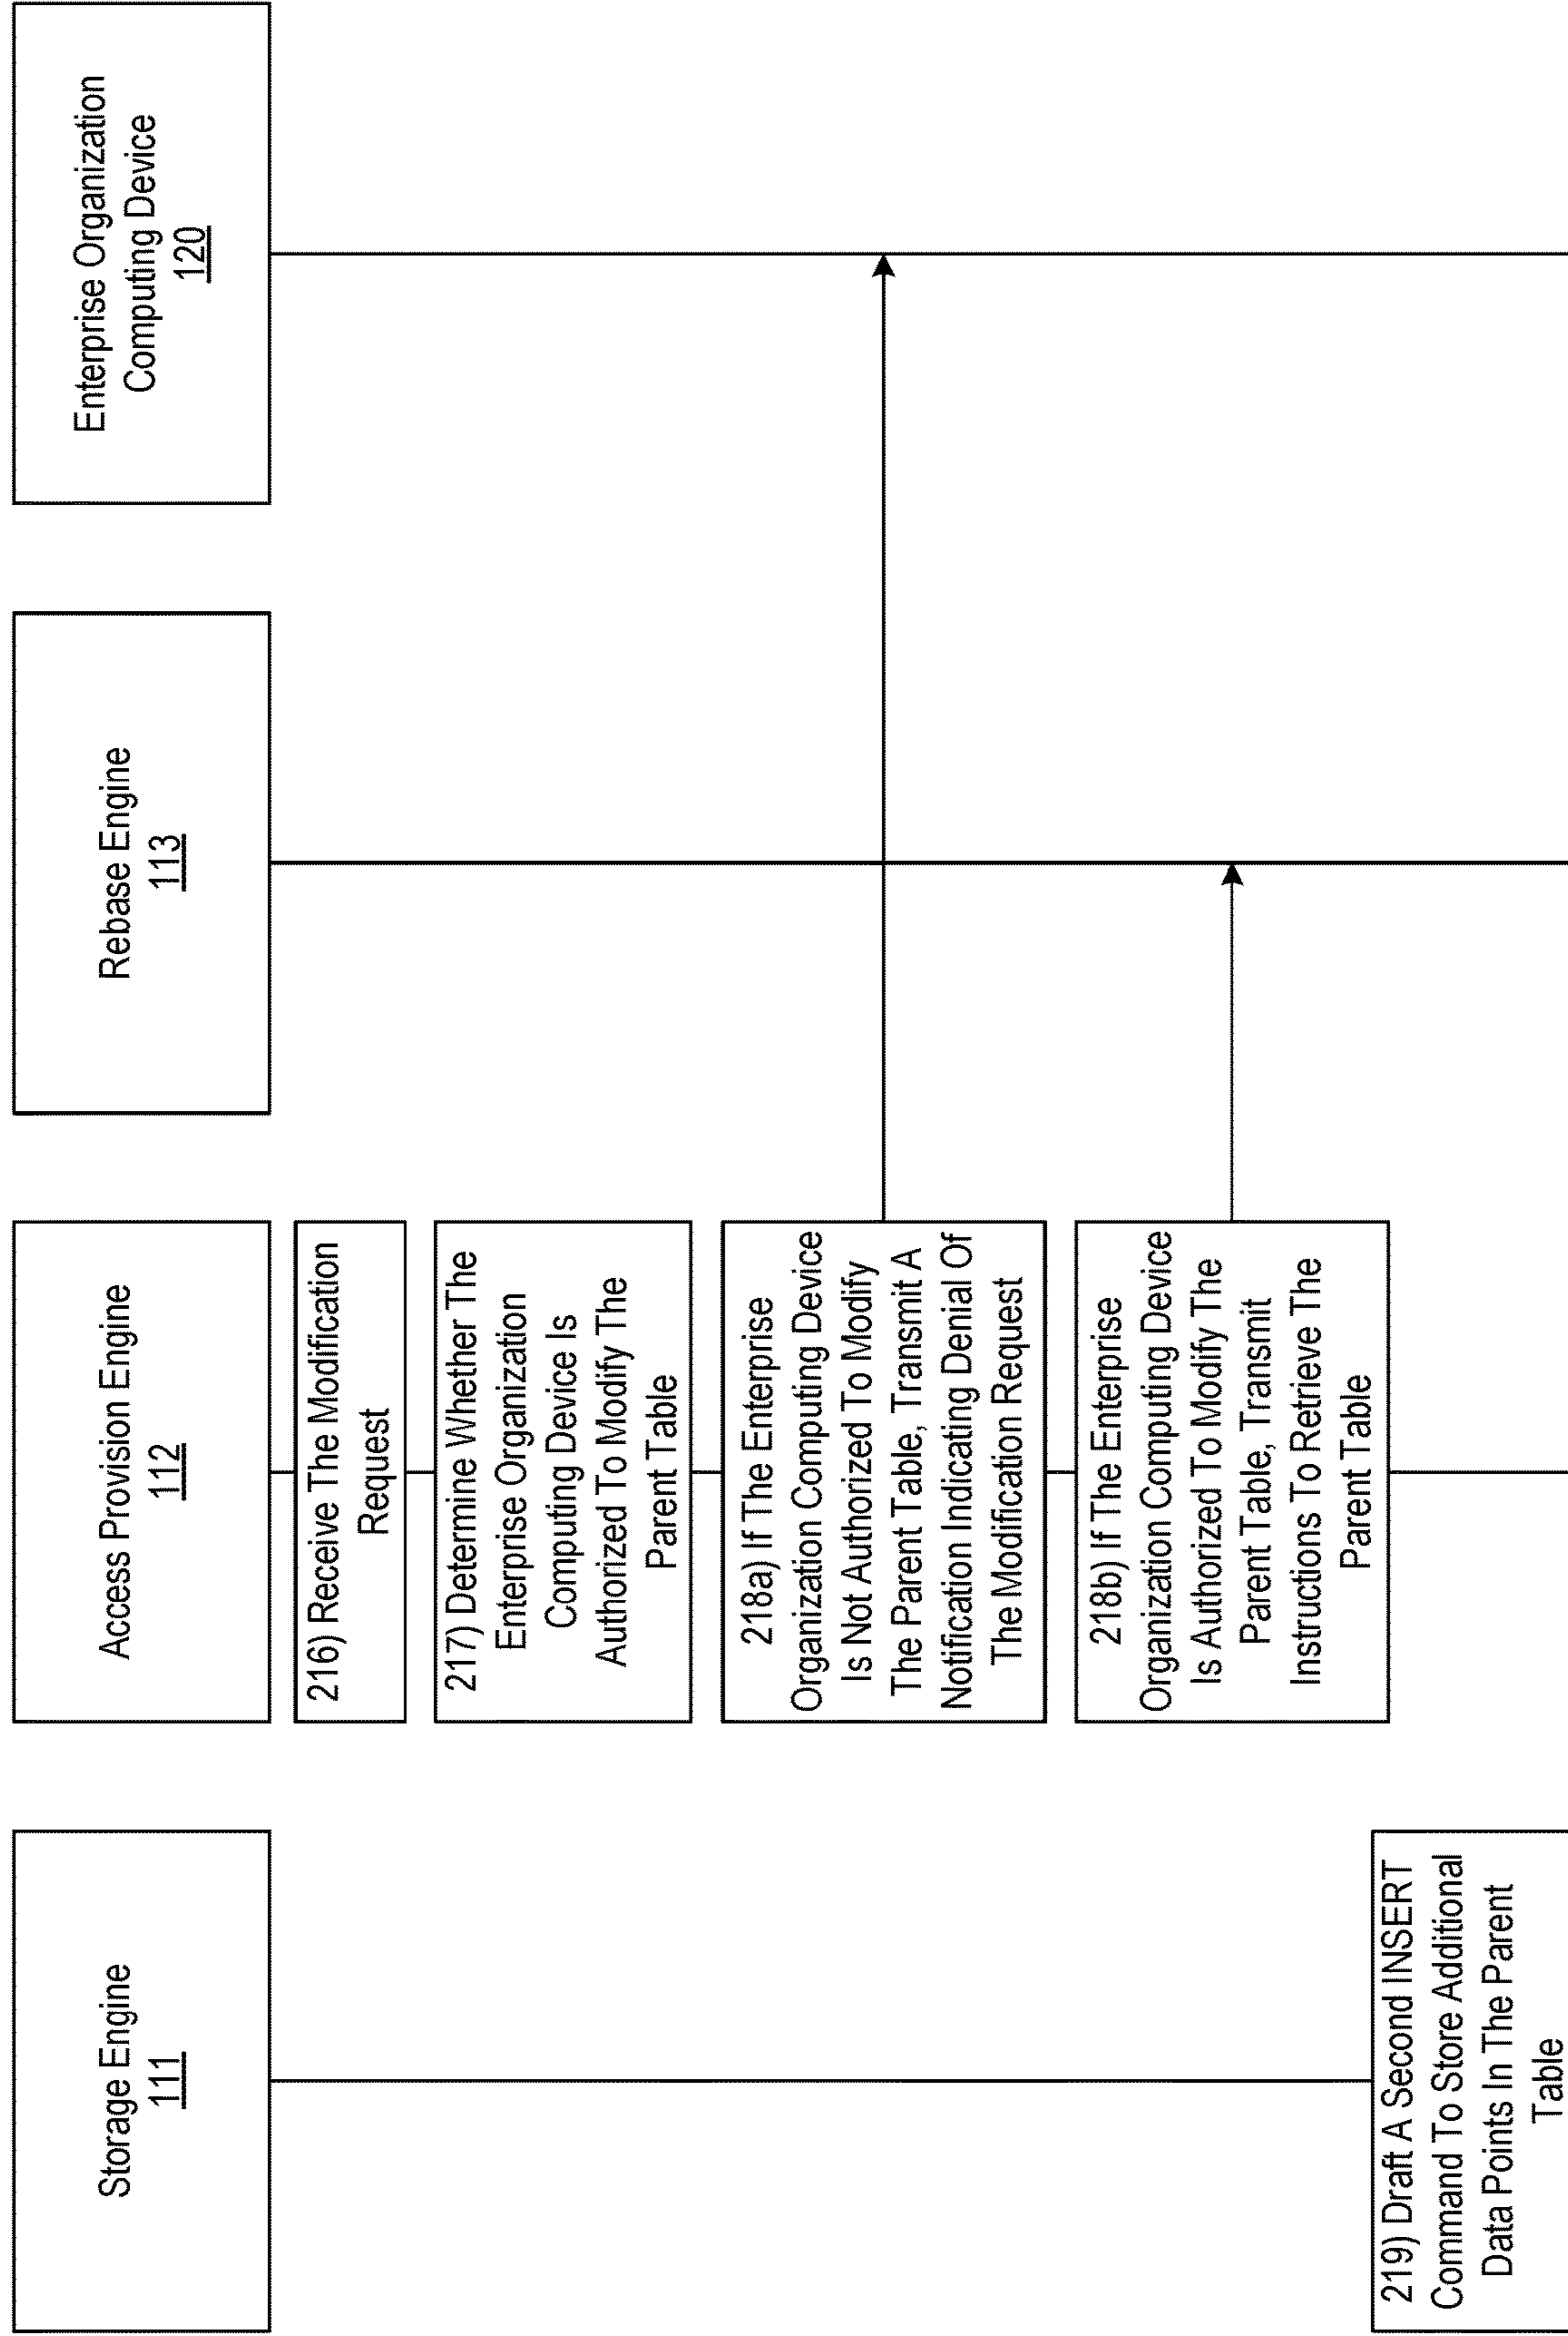 Storage Engine
111
Access Provision Engine
112
Rebase Engine
113
Enterprise Organization
Computing Device
120
216) Receive The Modification
Request
217) Determine Whether The
Enterprise Organization
Computing Device Is
Authorized To Modify The
Parent Table
218a) If The Enterprise
Organization Computing Device
Is Not Authorized To Modify
The Parent Table, Transmit A
Notification Indicating Denial Of
The Modification Request
218b) If The Enterprise
Organization Computing Device
Is Authorized To Modify The
Parent Table, Transmit
Instructions To Retrieve The
Parent Table
219) Draft A Second INSERT
Command To Store Additional
Data Points In The Parent
Table